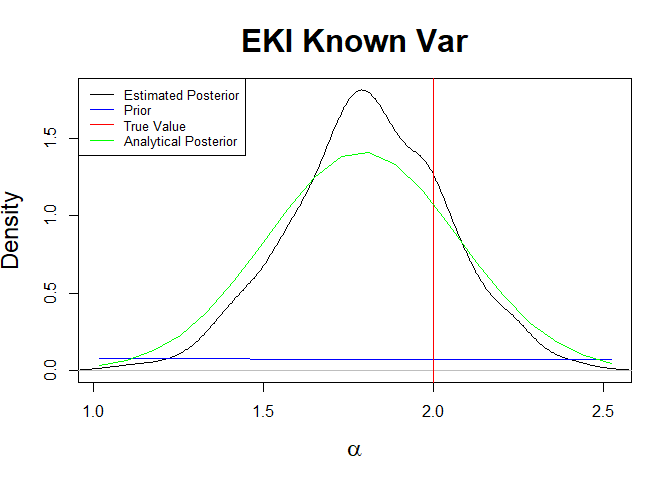 EKI Known Var
Estimated Posterior
Prior
True Value
Analytical Posterior
Density
0.0
0.5
1.0
1.5
1.0
1.5
2.0
2.5
α